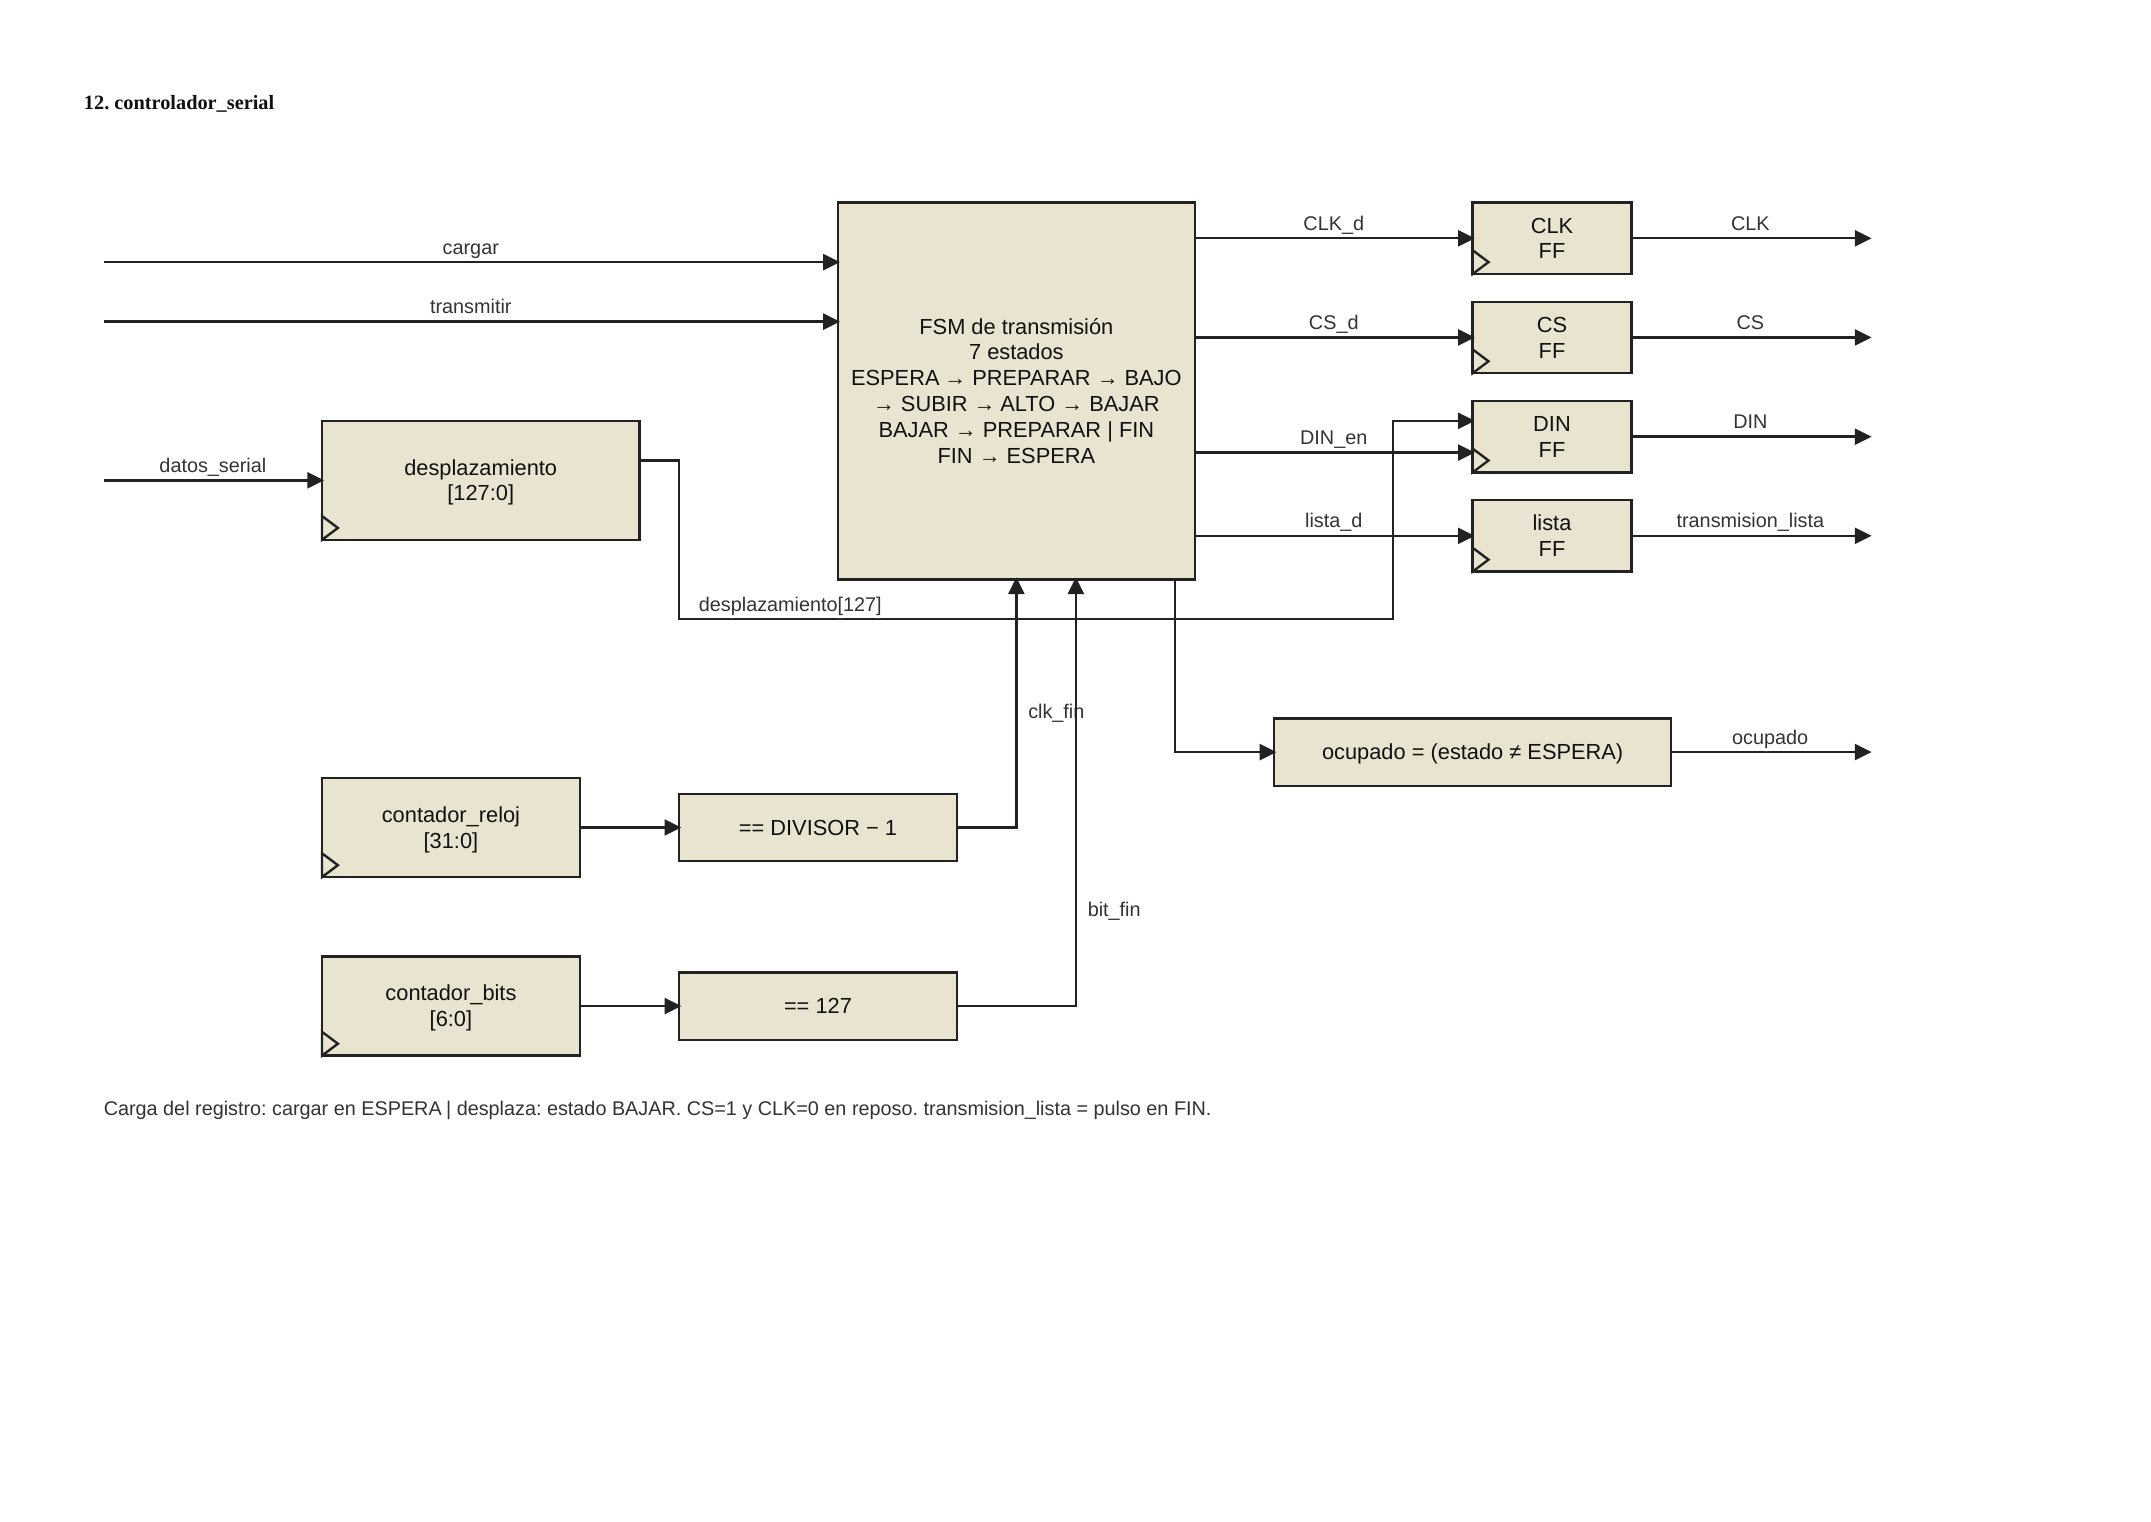 12. controlador_serial
cargar
transmitir
datos_serial
desplazamiento
[127:0]
desplazamiento[127]
FSM de transmisión
7 estados
ESPERA → PREPARAR → BAJO
→ SUBIR → ALTO → BAJAR
BAJAR → PREPARAR | FIN
FIN → ESPERA
CLK_d
CLK
FF
CLK
CS_d
CS
FF
CS
DIN_en
DIN
FF
DIN
lista_d
lista
FF
transmision_lista
clk_fin
ocupado = (estado ≠ ESPERA)
ocupado
contador_reloj
[31:0]
== DIVISOR − 1
bit_fin
contador_bits
[6:0]
== 127
Carga del registro: cargar en ESPERA | desplaza: estado BAJAR. CS=1 y CLK=0 en reposo. transmision_lista = pulso en FIN.